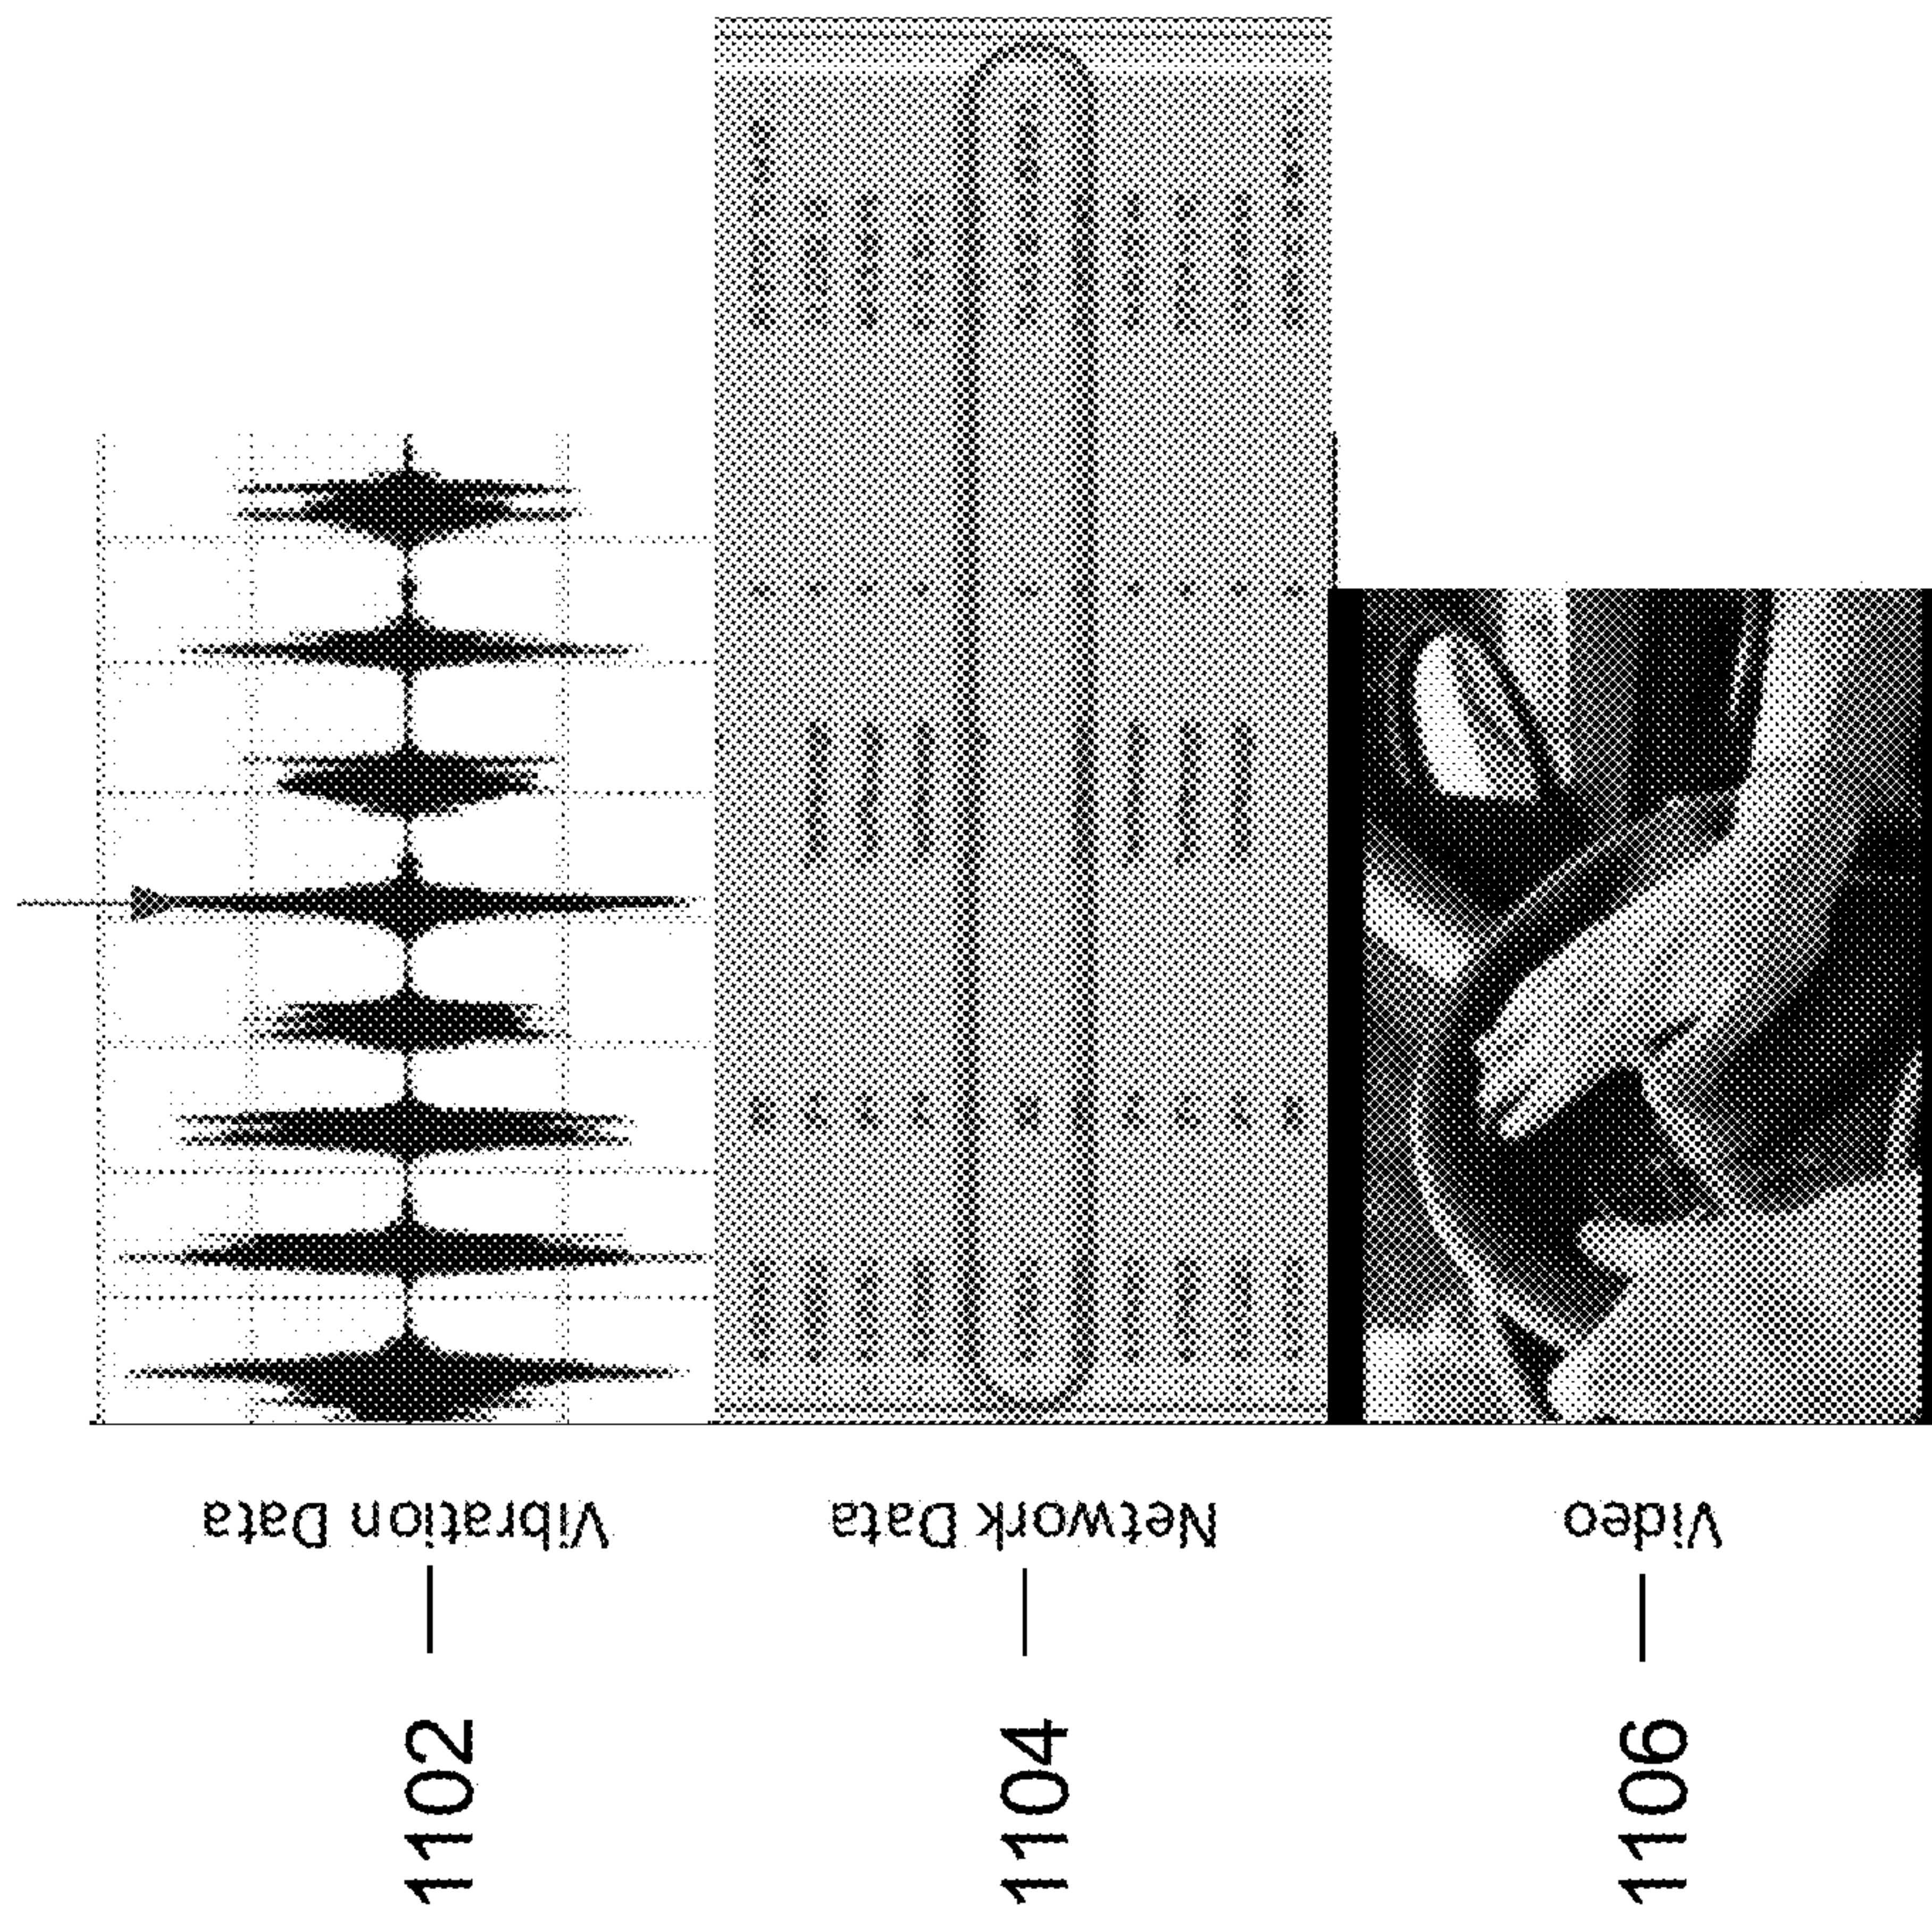 1102 — Vibration Data
1104 — Network Data
1106 — Video